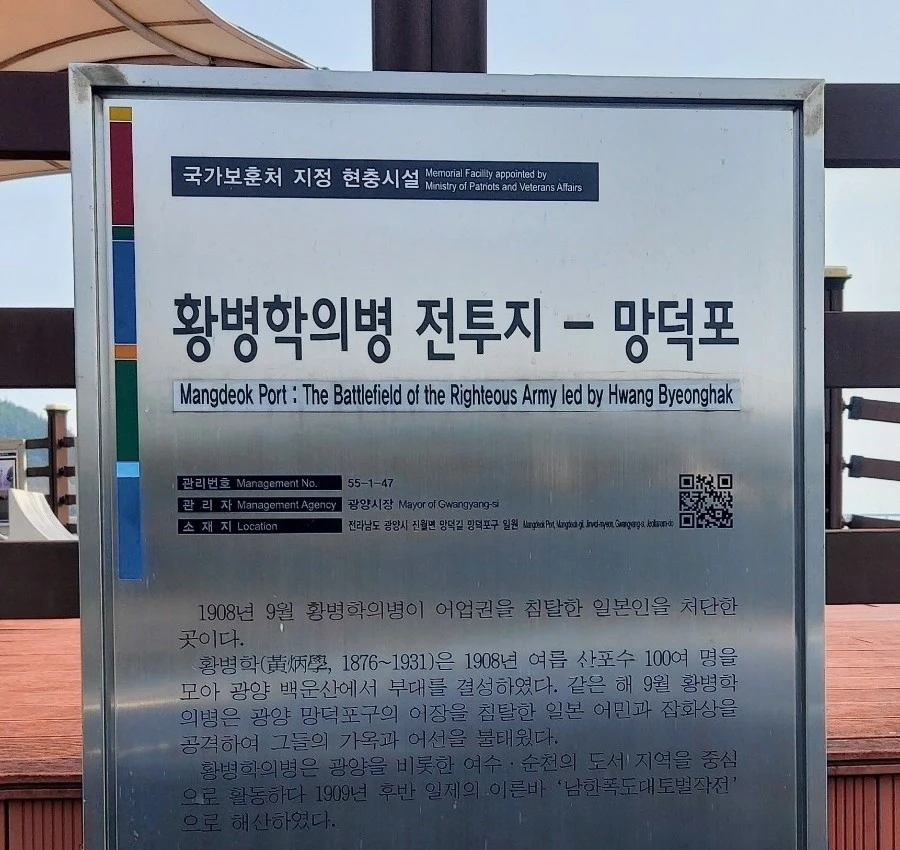 국가보훈처 지정 현충시설 Memorial Facility appointed by
Ministry of Patriots and Veterans Affairs
황병학의병 전투지 - 망덕포
Mangdeok Port : The Battlefield of the Righteous Army led by Hwang Byeonghak
관리번호 Management No. 55-1-47
관 리 자 Management Agency 광양시장 Mayor of Gwangyang-si
소 재 지 Location 전라남도 광양시 진월면 망덕길 망덕포구 일원 Mangdeok Port, Mangdeok-gil, Jinwol-myeon, Gwangyang-si, Jeollanam-do
1908년 9월 황병학의병이 어업권을 침탈한 일본인을 처단한
곳이다.
황병학(黃炳學, 1876~1931)은 1908년 여름 산포수 100여 명을
모아 광양 백운산에서 부대를 결성하였다. 같은 해 9월 황병학
의병은 광양 망덕포구의 어장을 침탈한 일본 어민과 잡화상을
공격하여 그들의 가옥과 어선을 불태웠다.
황병학의병은 광양을 비롯한 여수·순천의 도서 지역을 중심
으로 활동하다 1909년 후반 일제의 이른바 '남한폭도대토벌작전'
으로 해산하였다.